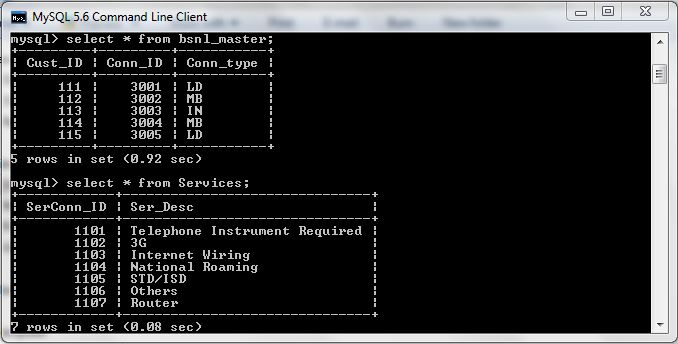 MySQL 5.6 Command Line Client
mysql> select * from bsnl_master;
+---------+---------+-----------+
| Cust_ID | Conn_ID | Conn_type |
+---------+---------+-----------+
| 111 | 3001 | LD |
| 112 | 3002 | MB |
| 113 | 3003 | IN |
| 114 | 3004 | MB |
| 115 | 3005 | LD |
+---------+---------+-----------+
5 rows in set (0.92 sec)
mysql> select * from Services;
+------------+-------------------------------+
| SerConn_ID | Ser_Desc |
+------------+-------------------------------+
| 1101 | Telephone Instrument Required |
| 1102 | 3G |
| 1103 | Internet Wiring |
| 1104 | National Roaming |
| 1105 | STD/ISD |
| 1106 | Others |
| 1107 | Router |
+------------+-------------------------------+
7 rows in set (0.08 sec)